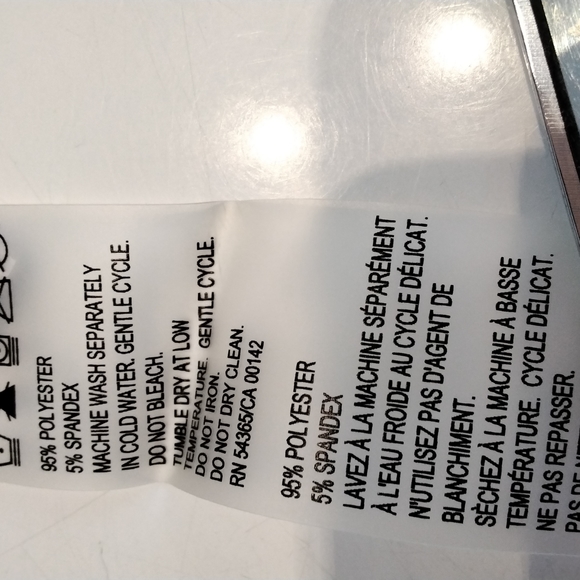 95% POLYESTER
5% SPANDEX
MACHINE WASH SEPARATELY
IN COLD WATER. GENTLE CYCLE.
DO NOT BLEACH.
TUMBLE DRY AT LOW
TEMPERATURE. GENTLE CYCLE.
DO NOT IRON.
DO NOT DRY CLEAN.
RN 54365/CA 00142
95% POLYESTER
5% SPANDEX
LAVEZ À LA MACHINE SÉPARÉMENT
À L'EAU FROIDE AU CYCLE DÉLICAT.
N'UTILISEZ PAS D'AGENT DE
BLANCHIMENT.
SÈCHEZ À LA MACHINE À BASSE
TEMPÉRATURE. CYCLE DÉLICAT.
NE PAS REPASSER.
PAS DE